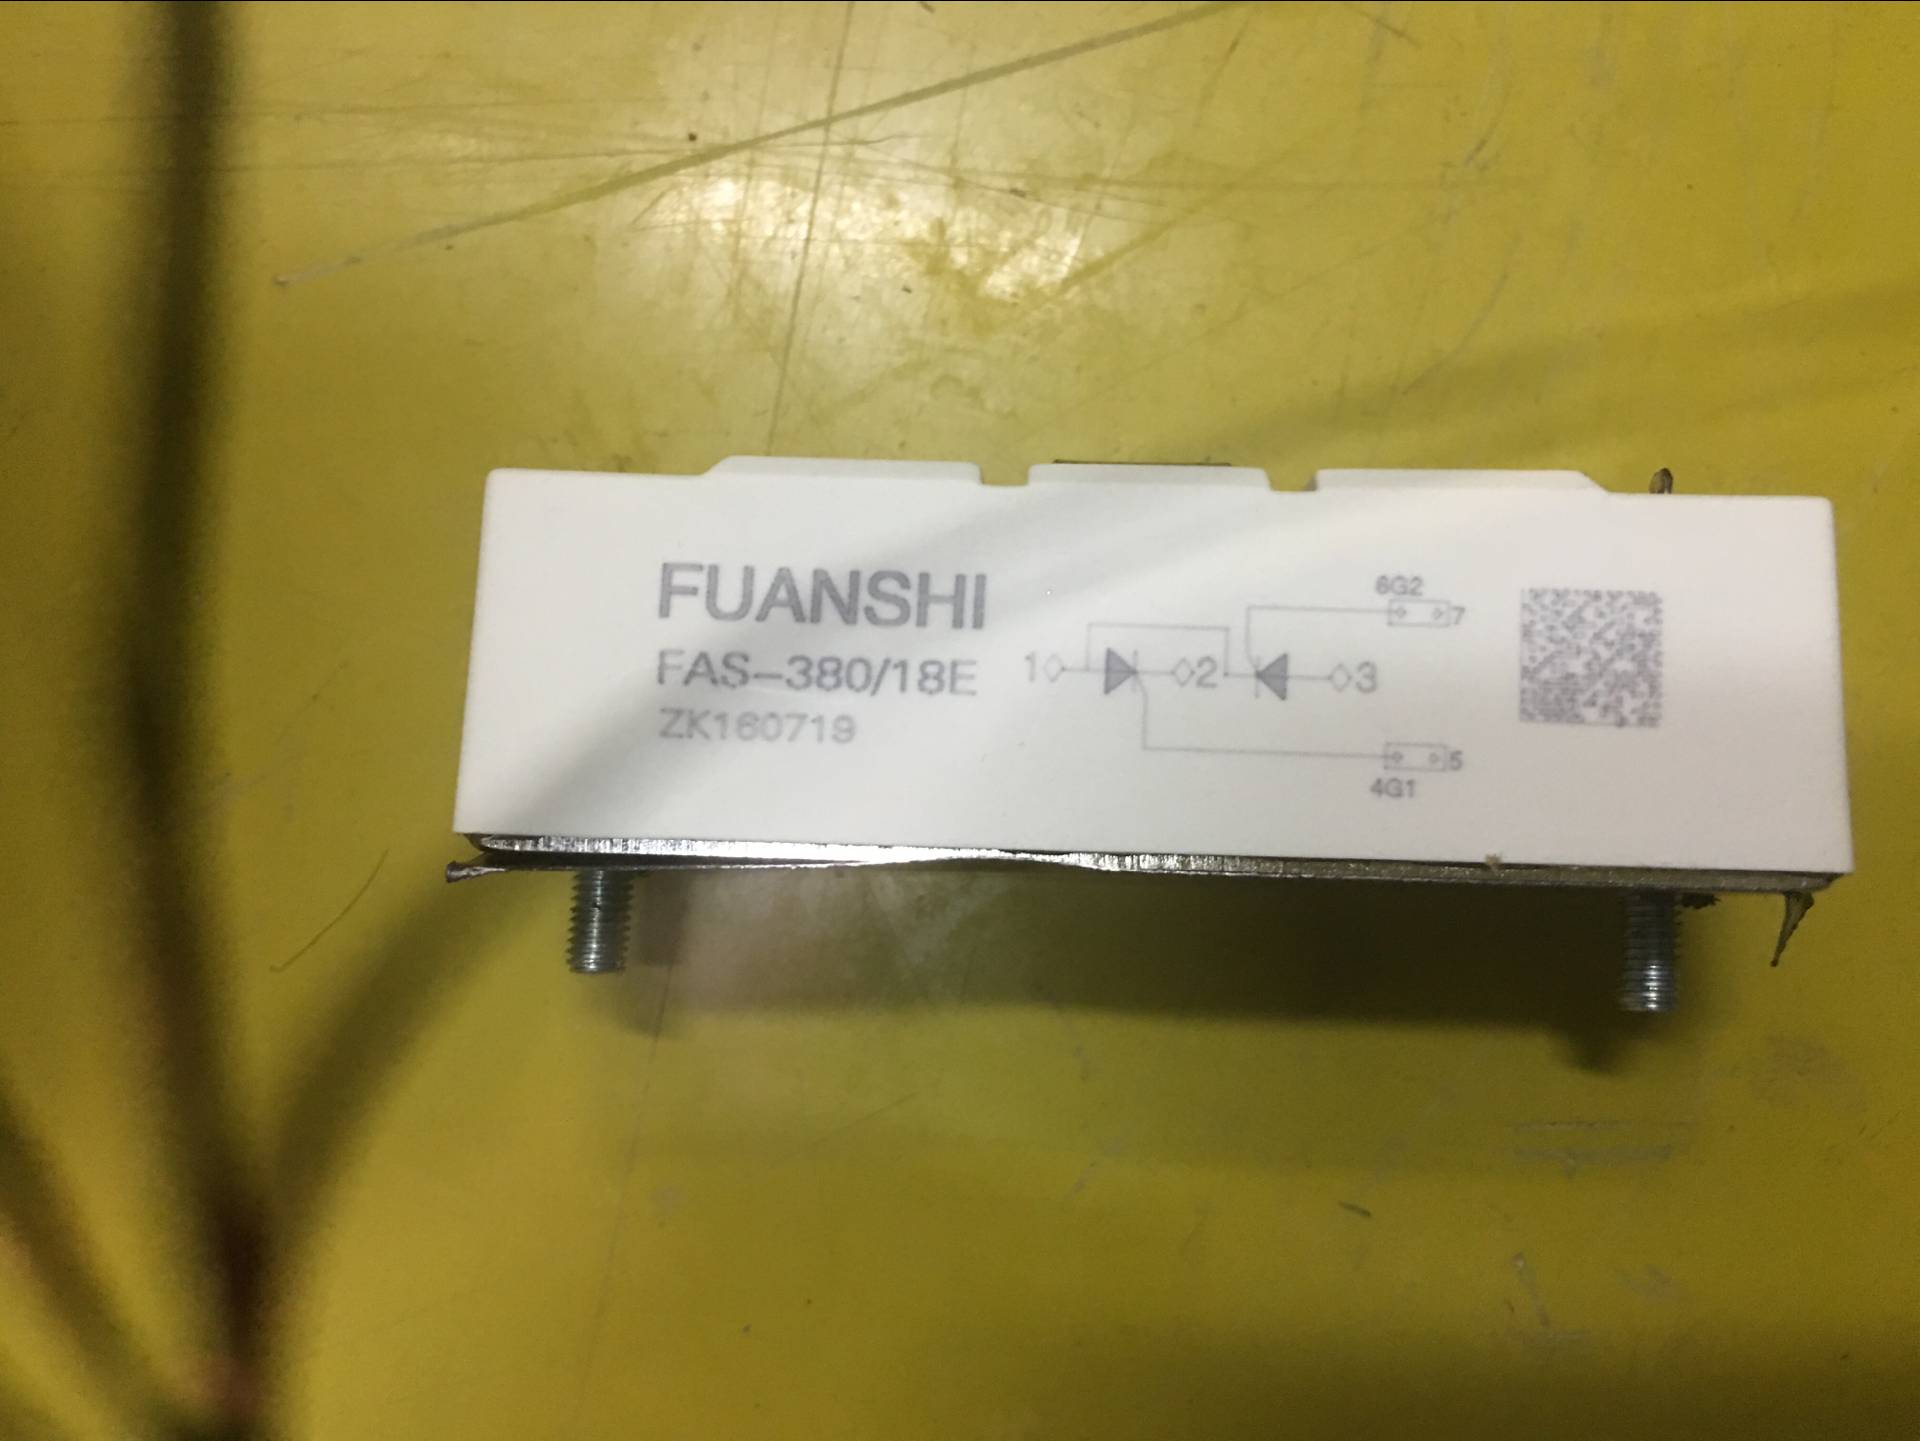 FUANSHI
FAS-380/18E
ZK160719
6G2
7
1
2
3
5
4G1